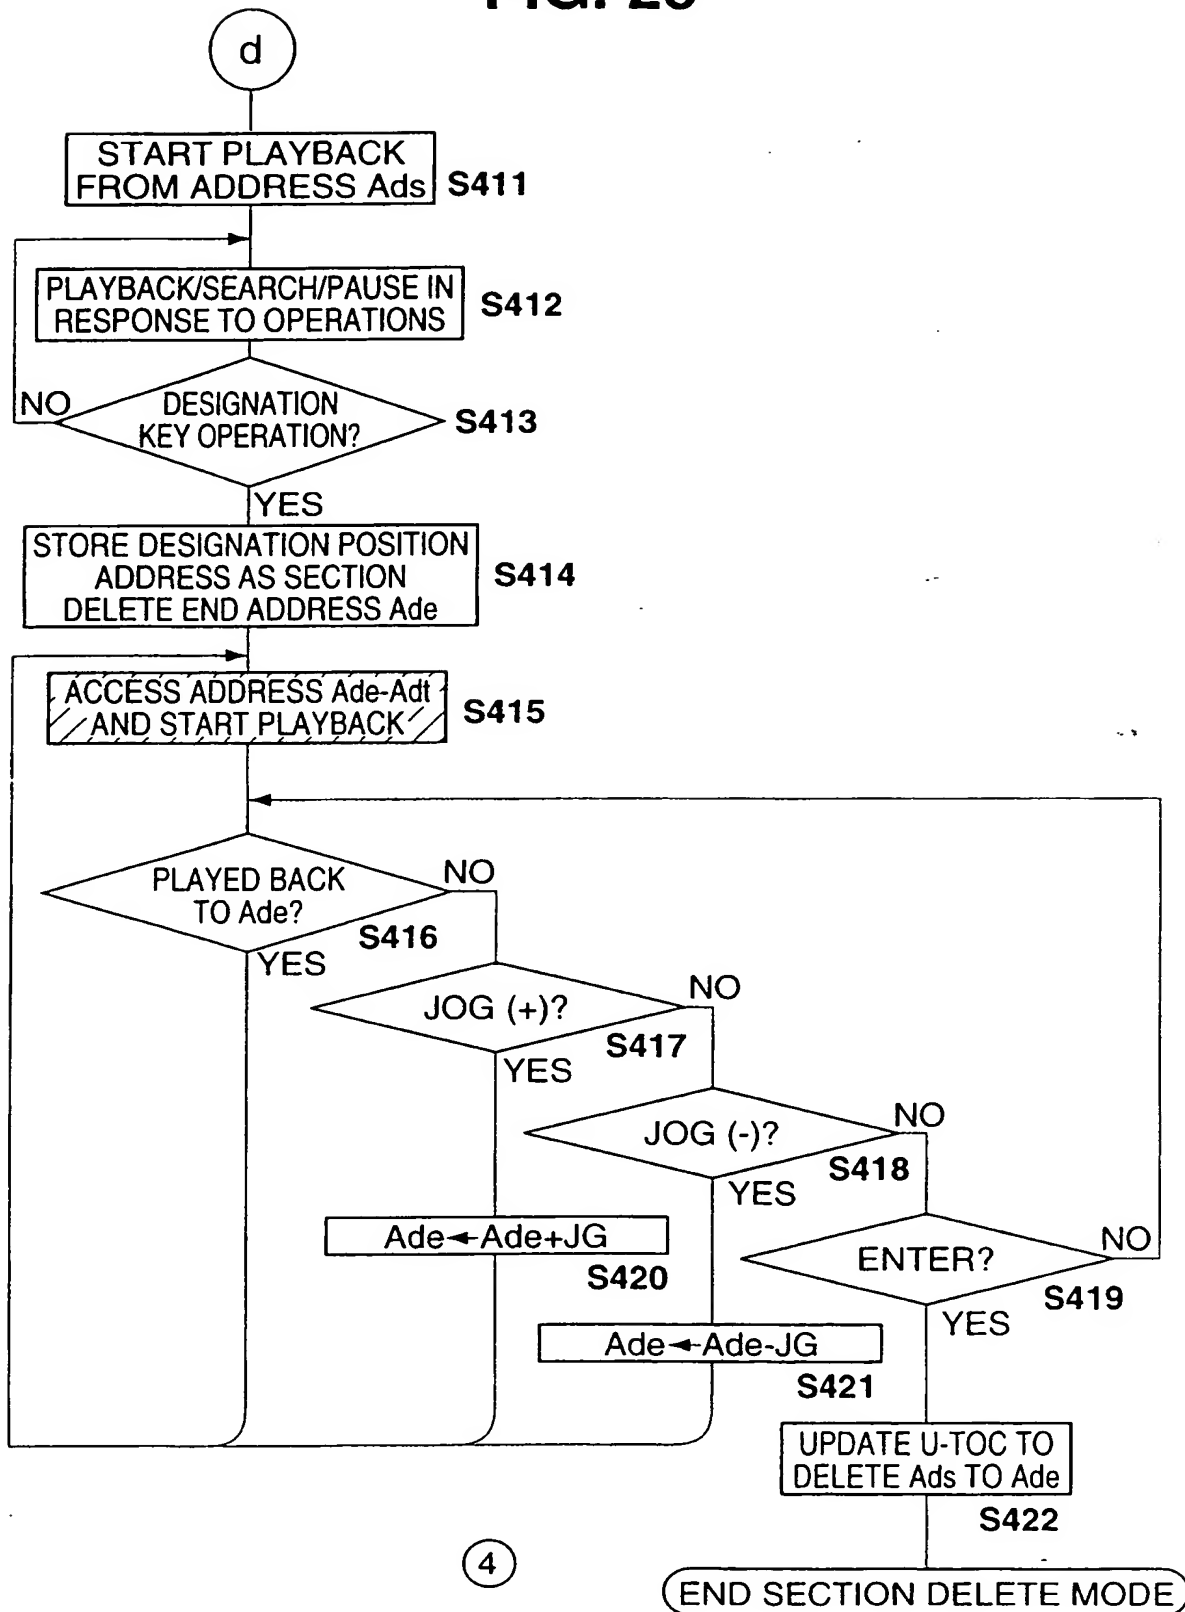 d
START PLAYBACK
FROM ADDRESS Ads
S411
PLAYBACK/SEARCH/PAUSE IN
RESPONSE TO OPERATIONS
S412
NO
DESIGNATION
KEY OPERATION?
S413
YES
STORE DESIGNATION POSITION
ADDRESS AS SECTION
DELETE END ADDRESS Ade
S414
ACCESS ADDRESS Ade-Adt
AND START PLAYBACK
S415
PLAYED BACK
TO Ade?
NO
S416
YES
JOG (+)?
NO
S417
YES
JOG (-)?
NO
S418
YES
Ade←Ade+JG
S420
ENTER?
NO
S419
YES
Ade←Ade-JG
S421
UPDATE U-TOC TO
DELETE Ads TO Ade
S422
4
END SECTION DELETE MODE